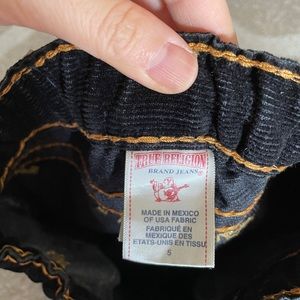 TRUE RELIGION
BRAND JEANS
MADE IN MEXICO
OF USA FABRIC
FABRIQUÉ EN
MEXIQUE DES
ETATS-UNIS EN TISSU
5